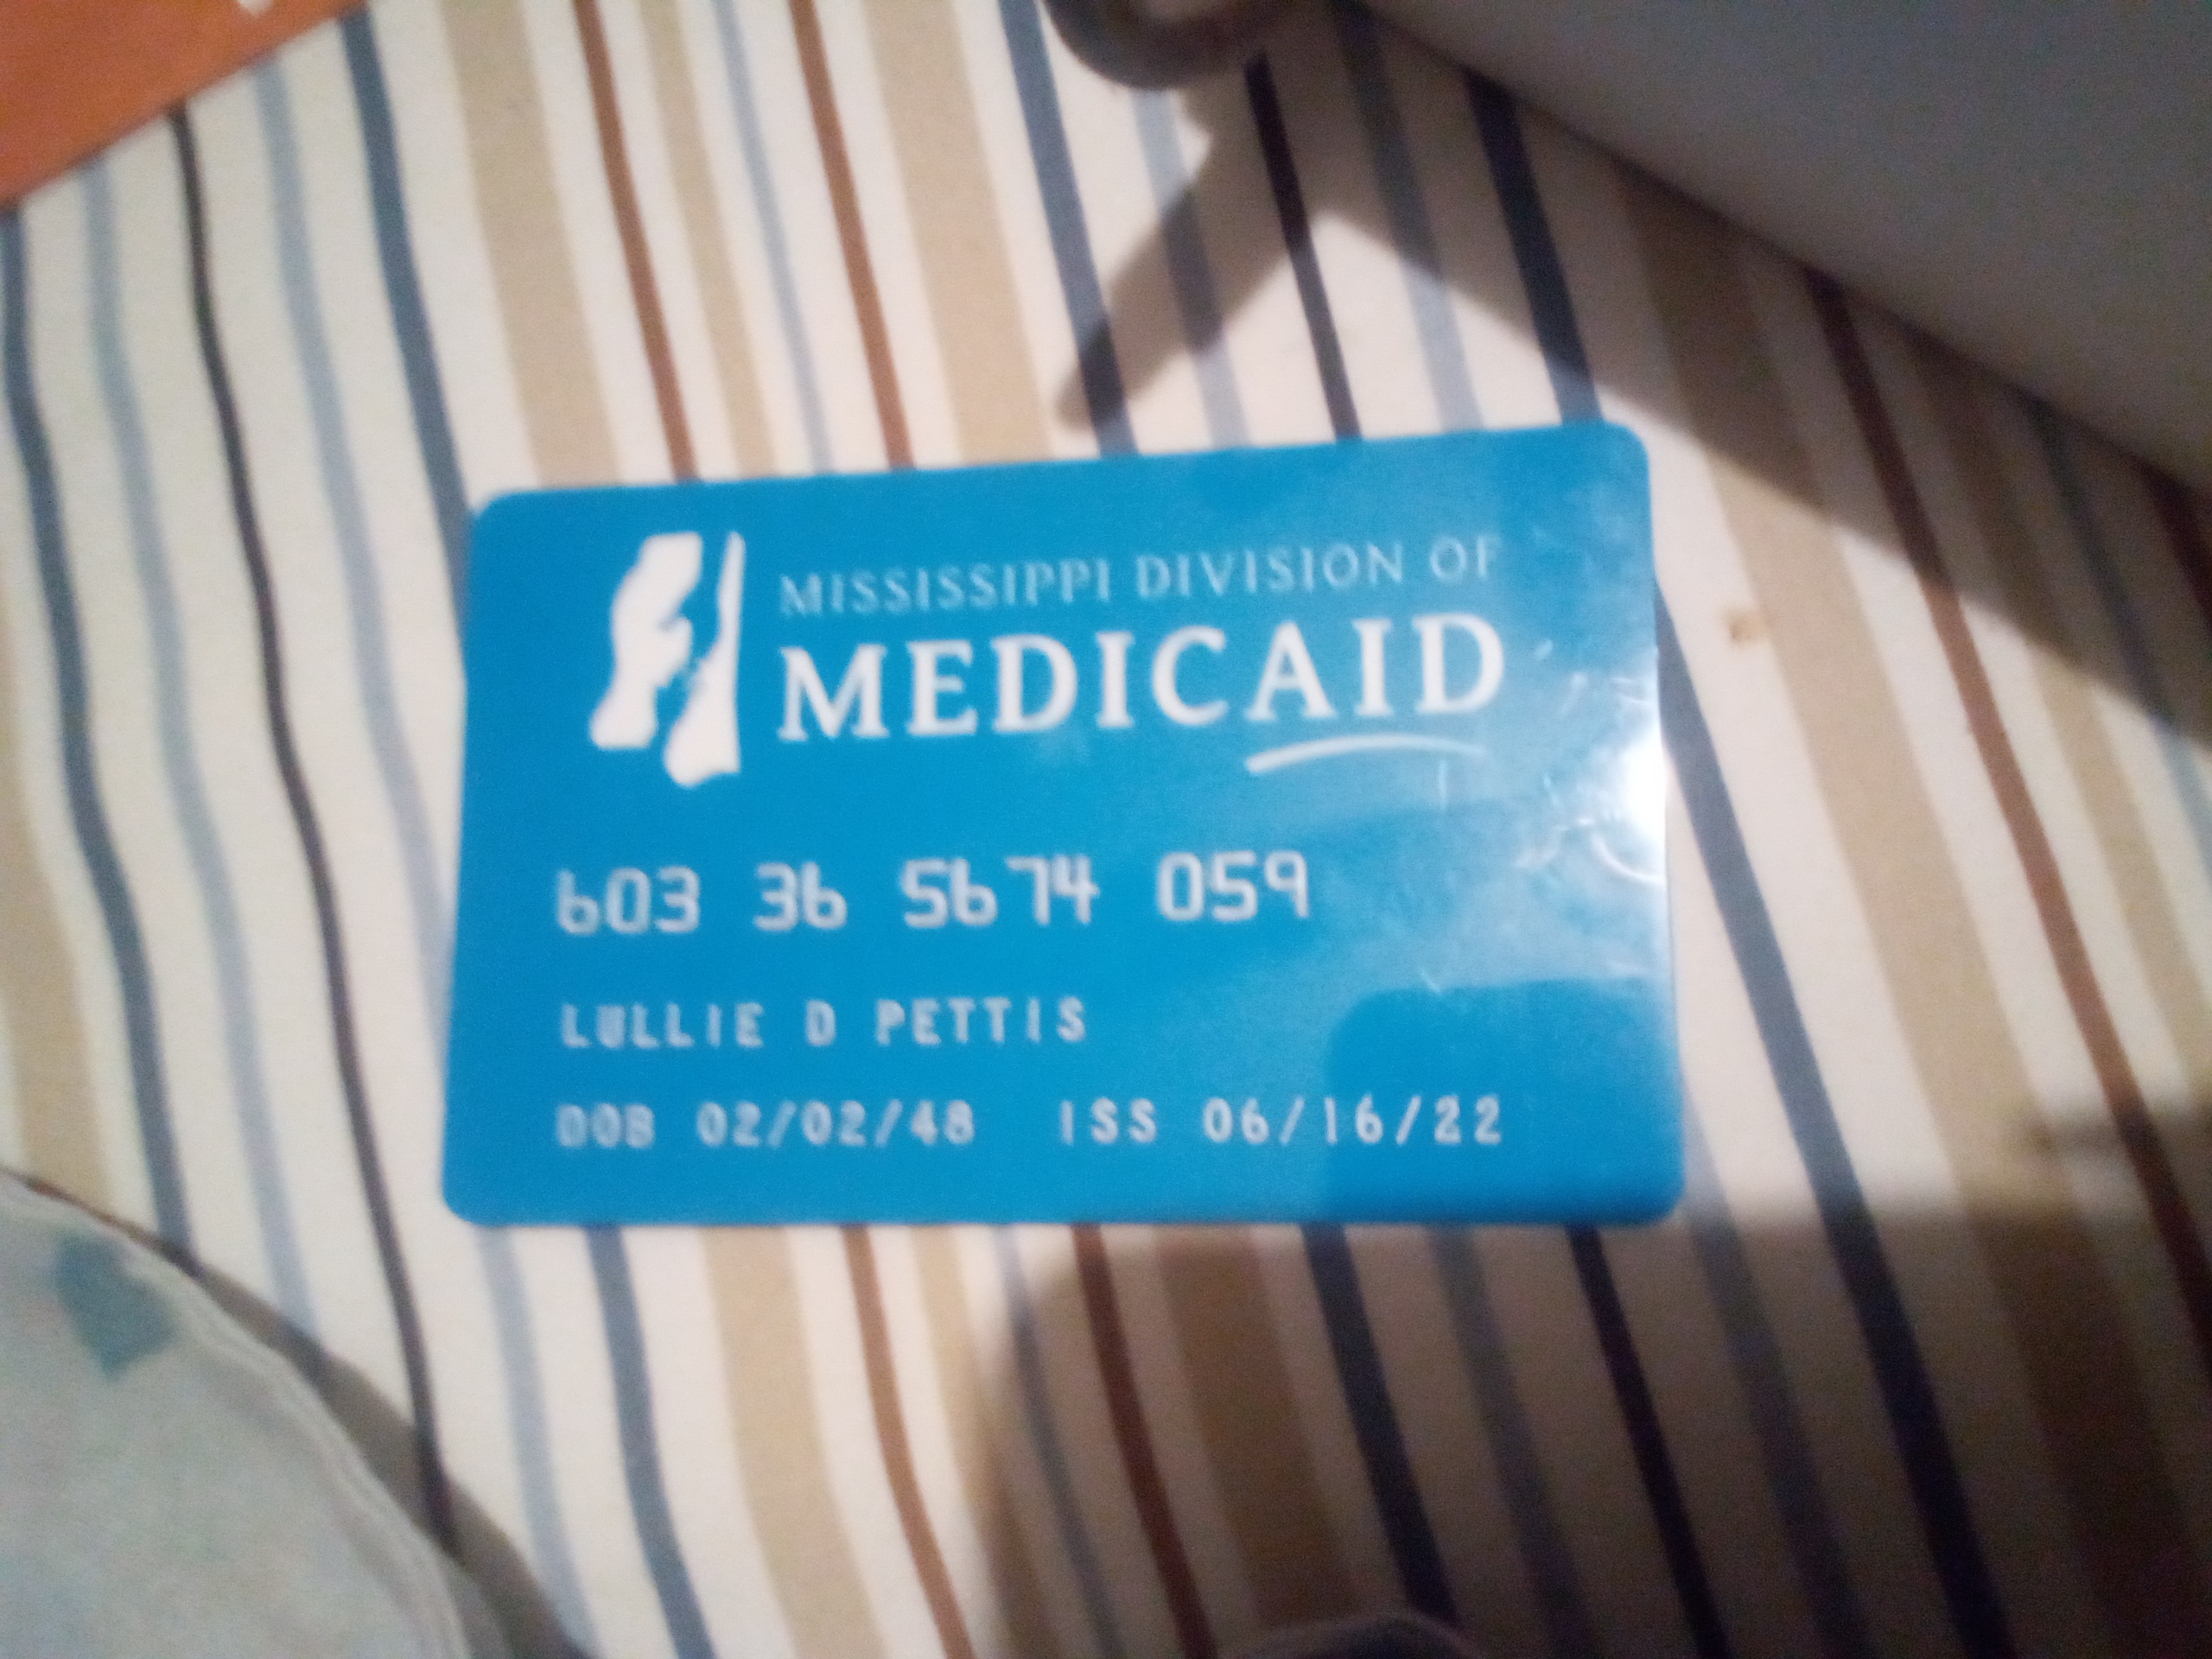 MISSISSIPPI DIVISION OF
MEDICAID
603 36 5674 059
LULLIE D PETTIS
DOB 02/02/48 ISS 06/16/22